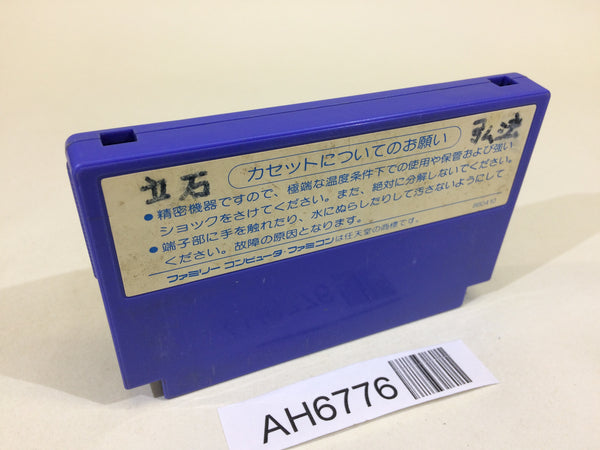 カセットについてのお願い
立石
弘法
●精密機器ですので、極端な温度条件下での使用や保管および強い
ショックをさけてください。また、絶対に分解しないでください。
●端子部に手を触れたり、水にぬらしたりして汚さないようにして
ください。故障の原因となります。
ファミリーコンピュータ・ファミコンは任天堂の商標です。
AH6776